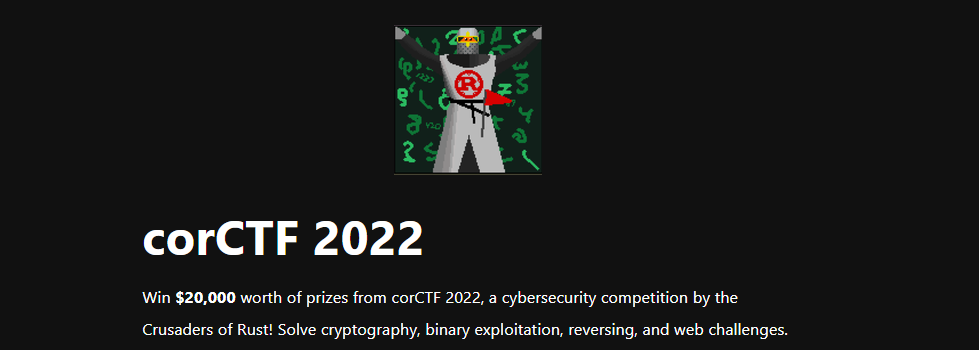 R
corCTF 2022
Win $20,000 worth of prizes from corCTF 2022, a cybersecurity competition by the
Crusaders of Rust! Solve cryptography, binary exploitation, reversing, and web challenges.